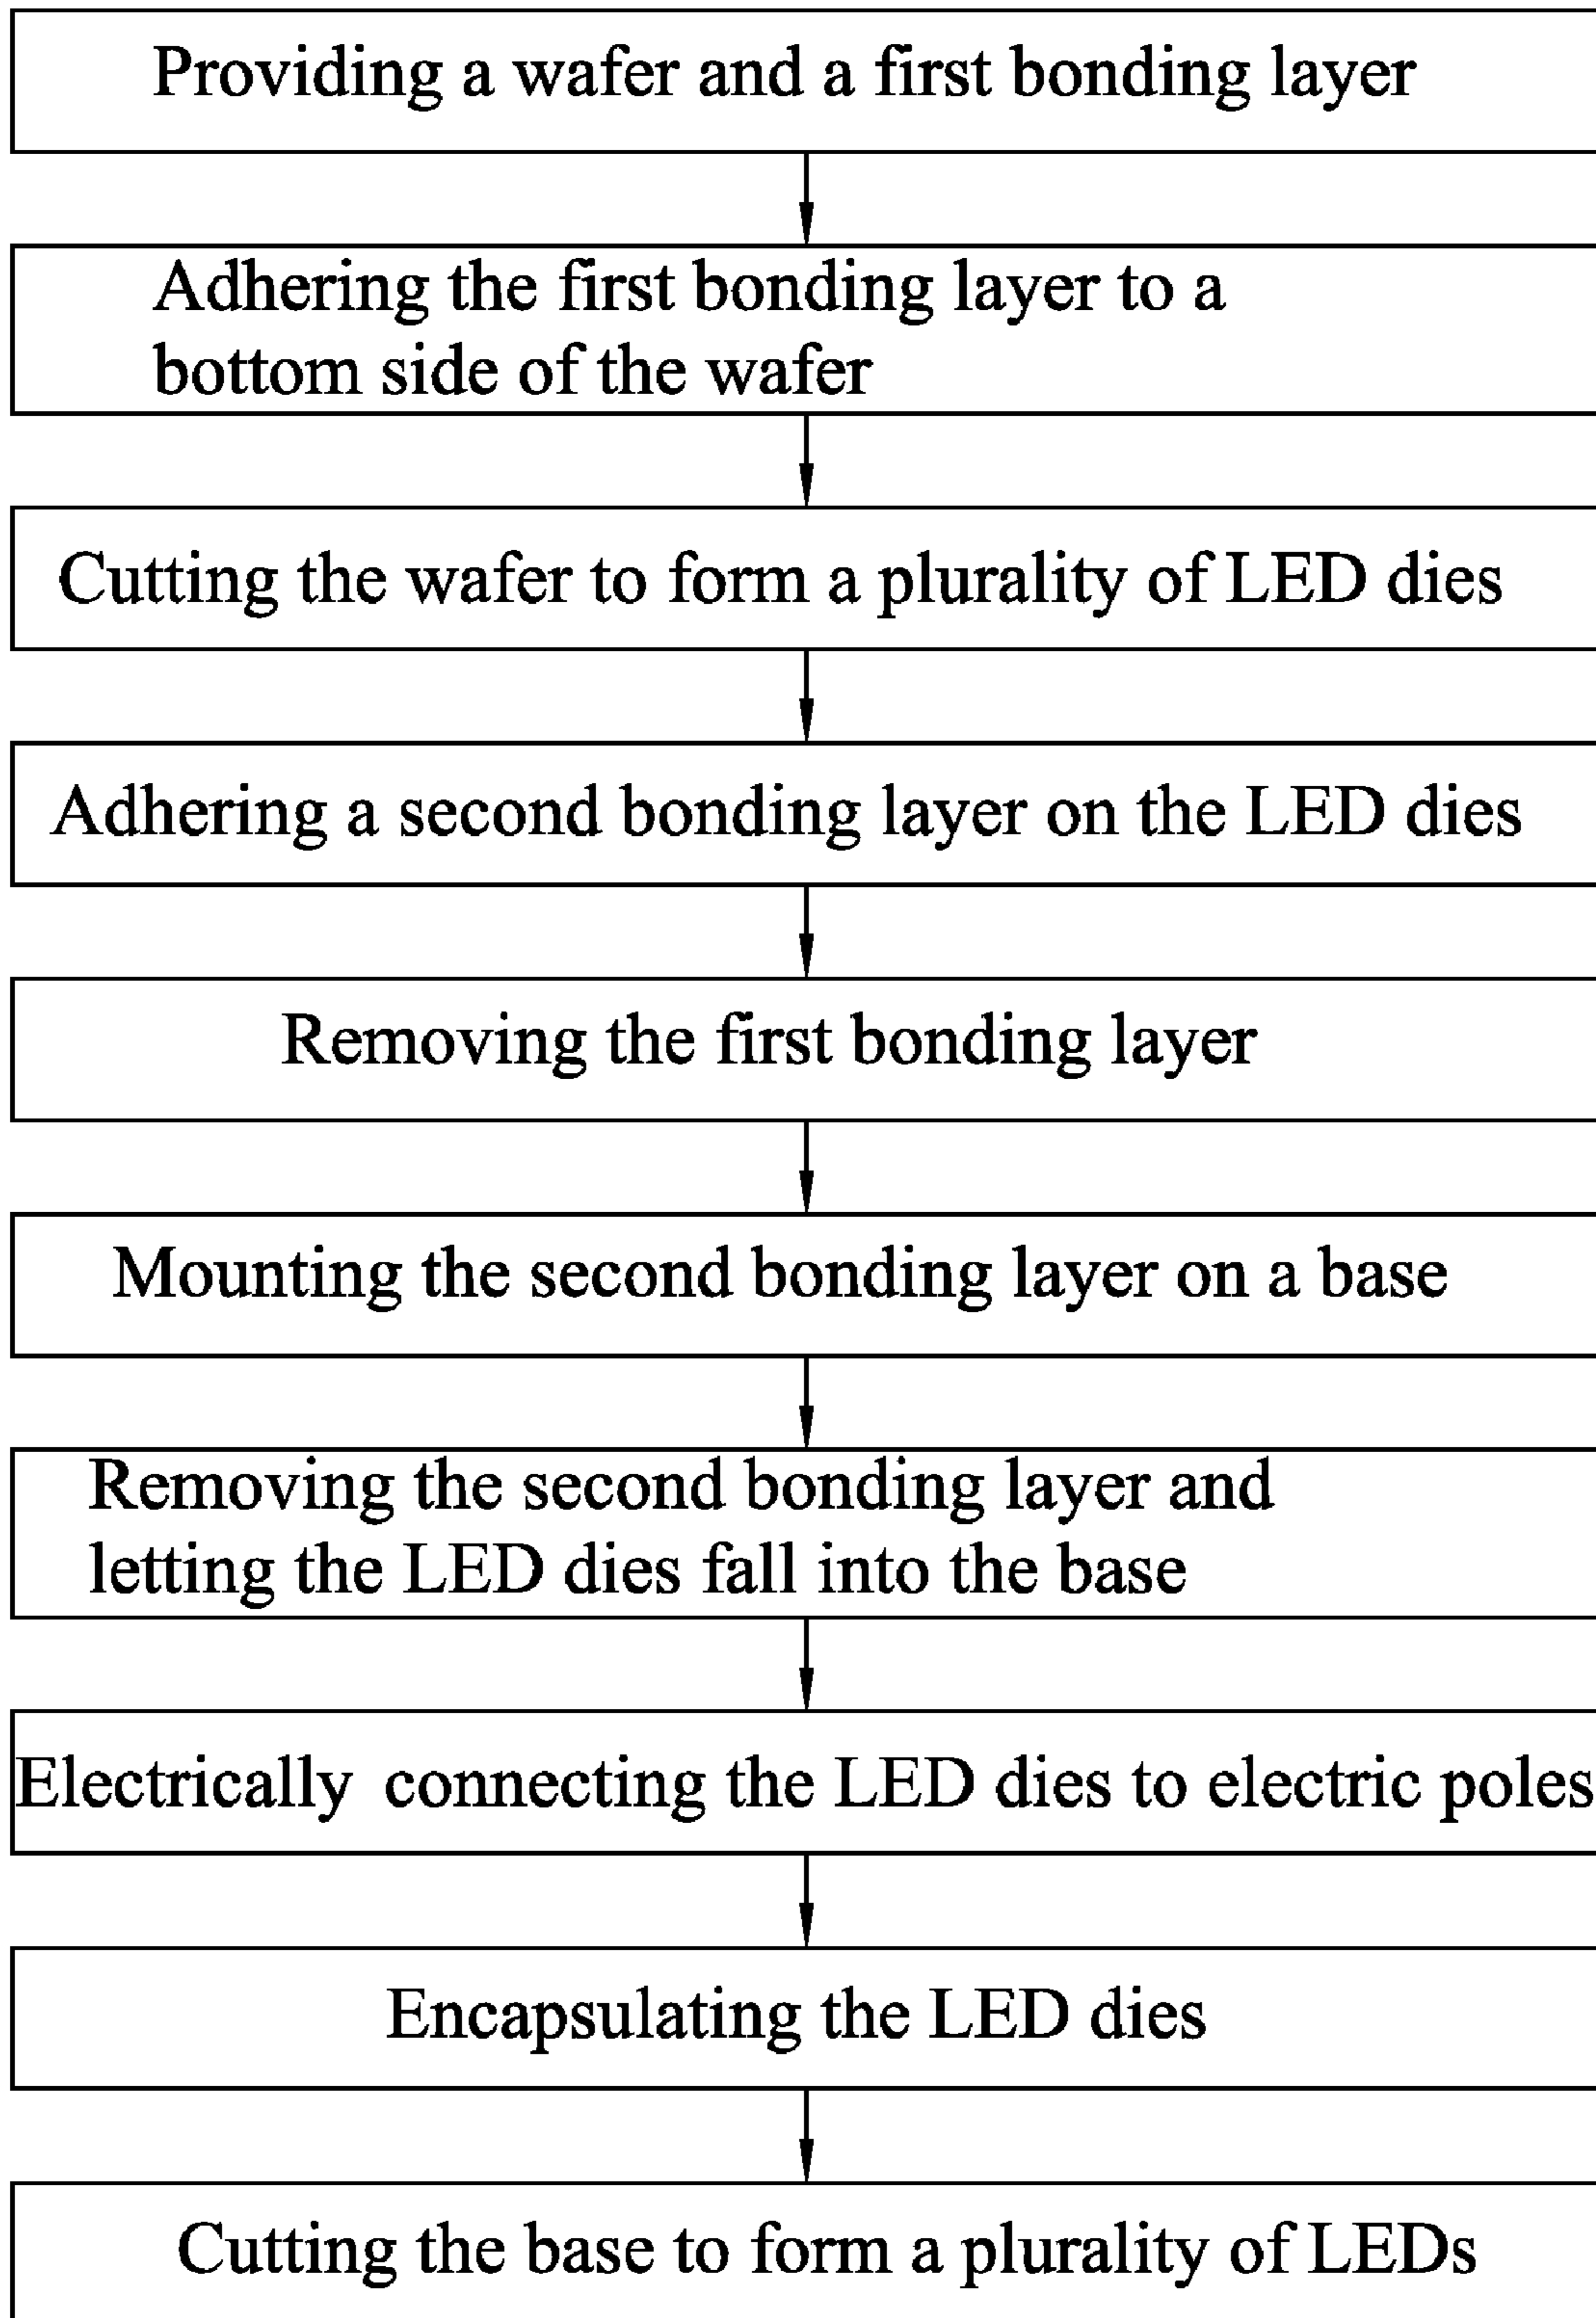 Providing a wafer and a first bonding layer
Adhering the first bonding layer to a
bottom side of the wafer
Cutting the wafer to form a plurality of LED dies
Adhering a second bonding layer on the LED dies
Removing the first bonding layer
Mounting the second bonding layer on a base
Removing the second bonding layer and
letting the LED dies fall into the base
Electrically connecting the LED dies to electric poles
Encapsulating the LED dies
Cutting the base to form a plurality of LEDs